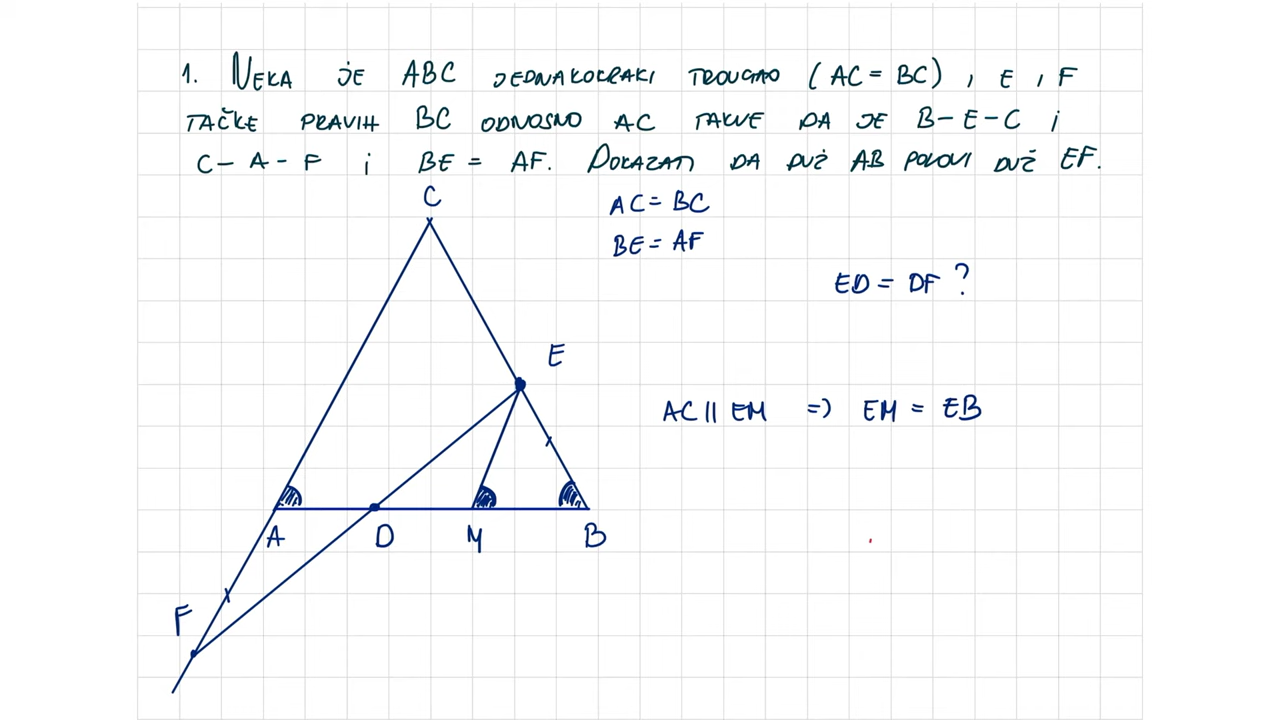 1. NEKA JE ABC JEDNAKOKRAKI TROUGAO (AC = BC), E, F
TAČKE PRAVIH BC ODNOSNO AC TAKVE DA JE B-E-C i
C-A-F i BE = AF. DOKAZATI DA DUŽ AB POLOVI DUŽ EF.
C
AC = BC
BE = AF
ED = DF ?
E
AC || EM => EM = EB
A D M B
F